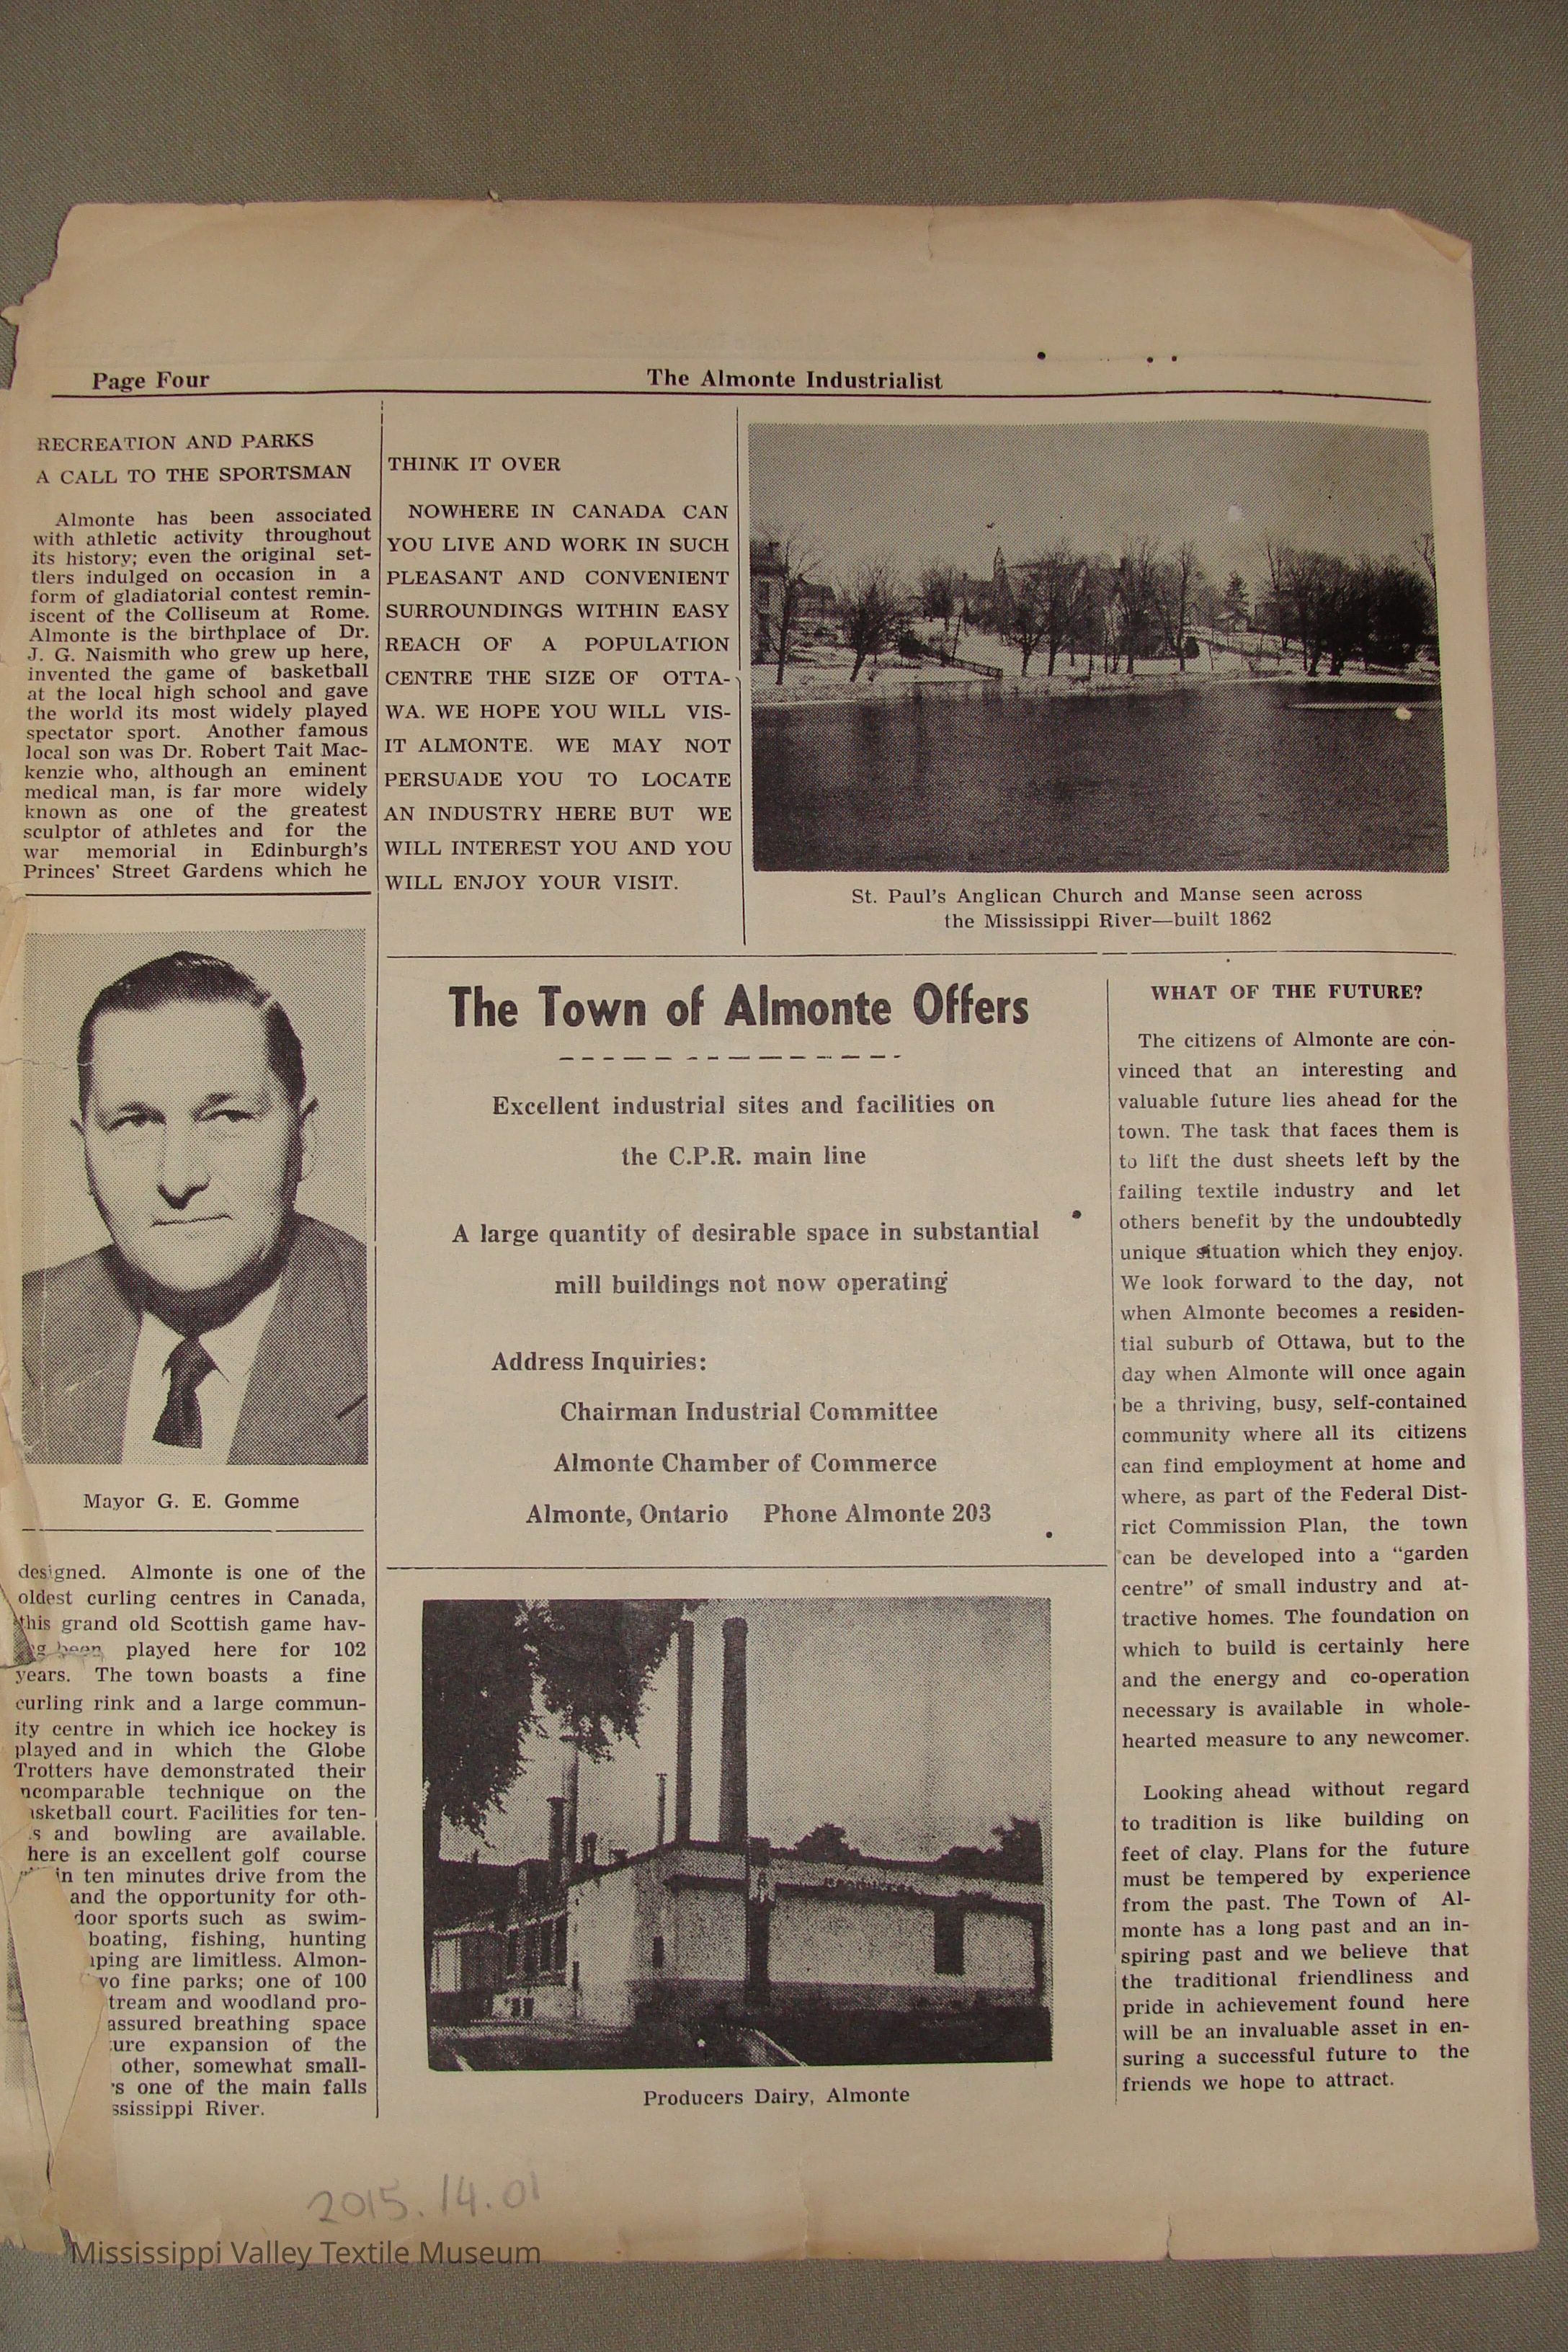 Page Four
The Almonte Industrialist
RECREATION AND PARKS
A CALL TO THE SPORTSMAN
Almonte has been associated
with athletic activity throughout
its history; even the original set-
tlers indulged on occasion in a
form of gladiatorial contest remin-
iscent of the Colliseum at Rome.
Almonte is the birthplace of Dr.
J. G. Naismith who grew up here,
invented the game of basketball
at the local high school and gave
the world its most widely played
spectator sport. Another famous
local son was Dr. Robert Tait Mac-
kenzie who, although an eminent
medical man, is far more widely
known as one of the greatest
sculptor of athletes and for the
war memorial in Edinburgh's
Princes' Street Gardens which he
Mayor G. E. Gomme
designed. Almonte is one of the
oldest curling centres in Canada,
this grand old Scottish game hav-
been played here for 102
years. The town boasts a fine
curling rink and a large commun-
ity centre in which ice hockey is
played and in which the Globe
Trotters have demonstrated their
ncomparable technique on the
asketball court. Facilities for ten-
s and bowling are available.
here is an excellent golf course
in ten minutes drive from the
and the opportunity for oth-
door sports such as swim-
boating, fishing, hunting
ping are limitless. Almon-
wo fine parks; one of 100
tream and woodland pro-
assured breathing space
ture expansion of the
other, somewhat small-
rs one of the main falls
ssissippi River.
THINK IT OVER
NOWHERE IN CANADA CAN
YOU LIVE AND WORK IN SUCH
PLEASANT AND CONVENIENT
SURROUNDINGS WITHIN EASY
REACH OF A POPULATION
CENTRE THE SIZE OF OTTA-
WA. WE HOPE YOU WILL VIS-
IT ALMONTE. WE MAY NOT
PERSUADE YOU TO LOCATE
AN INDUSTRY HERE BUT WE
WILL INTEREST YOU AND YOU
WILL ENJOY YOUR VISIT.
St. Paul's Anglican Church and Manse seen across
the Mississippi River—built 1862
The Town of Almonte Offers
Excellent industrial sites and facilities on
the C.P.R. main line
A large quantity of desirable space in substantial
mill buildings not now operating
Address Inquiries:
Chairman Industrial Committee
Almonte Chamber of Commerce
Almonte, Ontario Phone Almonte 203
Producers Dairy, Almonte
WHAT OF THE FUTURE?
The citizens of Almonte are con-
vinced that an interesting and
valuable future lies ahead for the
town. The task that faces them is
to lift the dust sheets left by the
failing textile industry and let
others benefit by the undoubtedly
unique situation which they enjoy.
We look forward to the day, not
when Almonte becomes a residen-
tial suburb of Ottawa, but to the
day when Almonte will once again
be a thriving, busy, self-contained
community where all its citizens
can find employment at home and
where, as part of the Federal Dist-
rict Commission Plan, the town
can be developed into a "garden
centre" of small industry and at-
tractive homes. The foundation on
which to build is certainly here
and the energy and co-operation
necessary is available in whole-
hearted measure to any newcomer.
Looking ahead without regard
to tradition is like building on
feet of clay. Plans for the future
must be tempered by experience
from the past. The Town of Al-
monte has a long past and an in-
spiring past and we believe that
the traditional friendliness and
pride in achievement found here
will be an invaluable asset in en-
suring a successful future to the
friends we hope to attract.
2015.14.01
Mississippi Valley Textile Museum